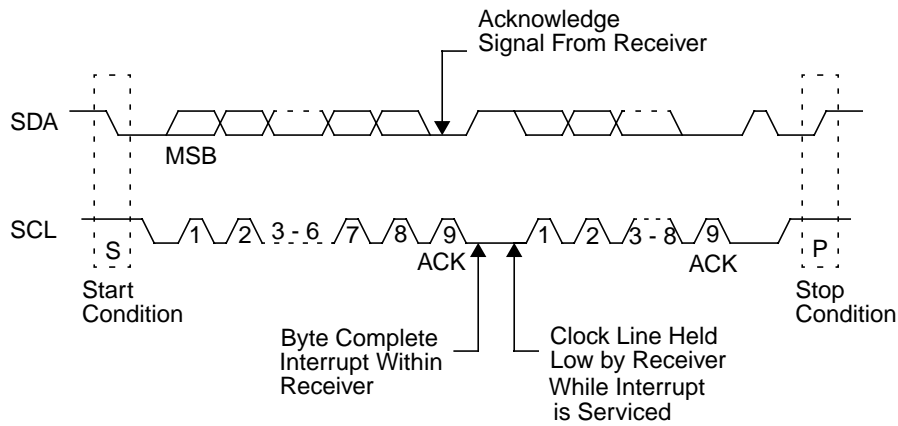 Acknowledge
Signal From Receiver
SDA
MSB
SCL
S
1
2
3 - 6
7
8
9
ACK
1
2
3 - 8
9
ACK
P
Start
Condition
Stop
Condition
Byte Complete
Interrupt Within
Receiver
Clock Line Held
Low by Receiver
While Interrupt
is Serviced